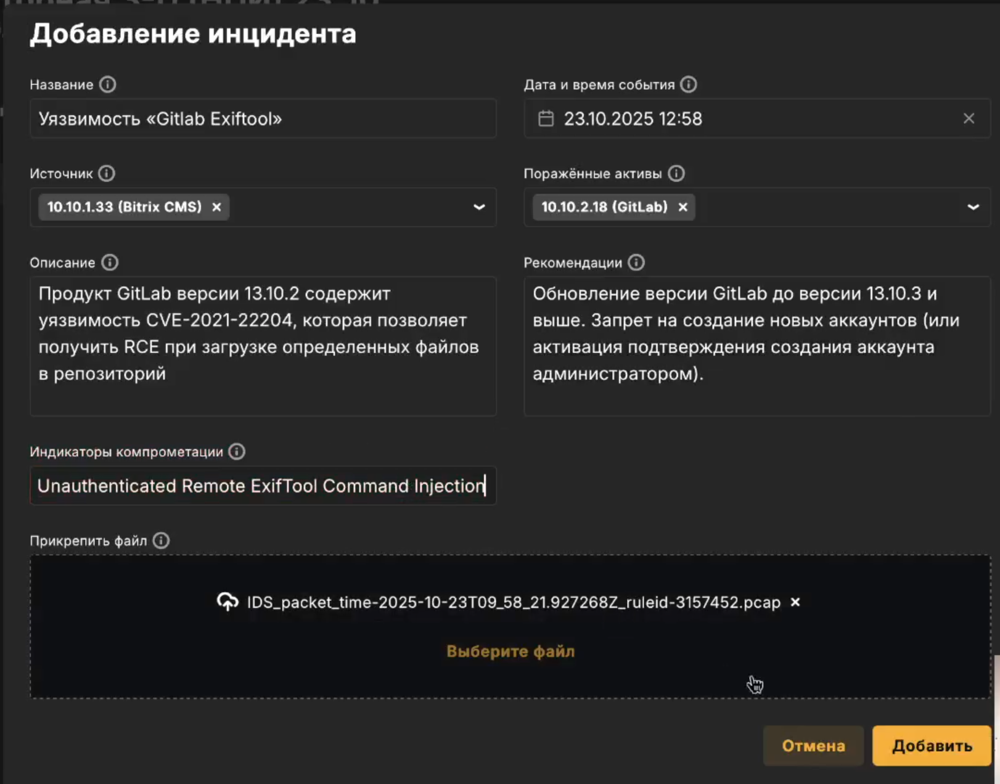 Добавление инцидента
Название
Дата и время события
Уязвимость «Gitlab Exiftool»
23.10.2025 12:58
Источник
Поражённые активы
10.10.1.33 (Bitrix CMS)
10.10.2.18 (GitLab)
Описание
Рекомендации
Продукт GitLab версии 13.10.2 содержит
уязвимость CVE-2021-22204, которая позволяет
получить RCE при загрузке определенных файлов
в репозиторий
Обновление версии GitLab до версии 13.10.3 и
выше. Запрет на создание новых аккаунтов (или
активация подтверждения создания аккаунта
администратором).
Индикаторы компрометации
Unauthenticated Remote ExifTool Command Injection
Прикрепить файл
IDS_packet_time-2025-10-23T09_58_21.927268Z_ruleid-3157452.pcap
Выберите файл
Отмена
Добавить